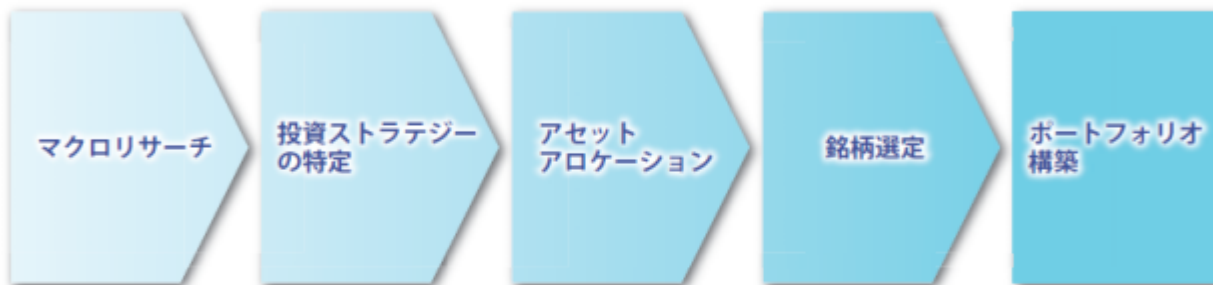 マクロリサーチ
投資ストラテジー
の特定
アセット
アロケーション
銘柄選定
ポートフォリオ
構築